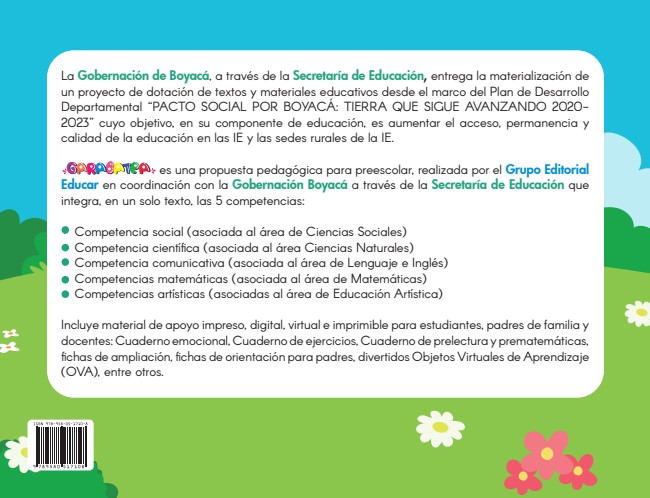 La Gobernación de Boyacá, a través de la Secretaría de Educación, entrega la materialización de
un proyecto de dotación de textos y materiales educativos desde el marco del Plan de Desarrollo
Departamental “PACTO SOCIAL POR BOYACÁ: TIERRA QUE SIGUE AVANZANDO 2020-
2023” cuyo objetivo, en su componente de educación, es aumentar el acceso, permanencia y
calidad de la educación en las IE y las sedes rurales de la IE.
es una propuesta pedagógica para preescolar, realizada por el Grupo Editorial
Educar en coordinación con la Gobernación Boyacá a través de la Secretaría de Educación que
integra, en un solo texto, las 5 competencias:
Competencia social (asociada al área de Ciencias Sociales)
Competencia científica (asociada al área Ciencias Naturales)
Competencia comunicativa (asociada al área de Lenguaje e Inglés)
Competencias matemáticas (asociada al área de Matemáticas)
Competencias artísticas (asociadas al área de Educación Artística)
Incluye material de apoyo impreso, digital, virtual e imprimible para estudiantes, padres de familia y
docentes: Cuaderno emocional, Cuaderno de ejercicios, Cuaderno de prelectura y prematemáticas,
fichas de ampliación, fichas de orientación para padres, divertidos Objetos Virtuales de Aprendizaje
(OVA), entre otros.